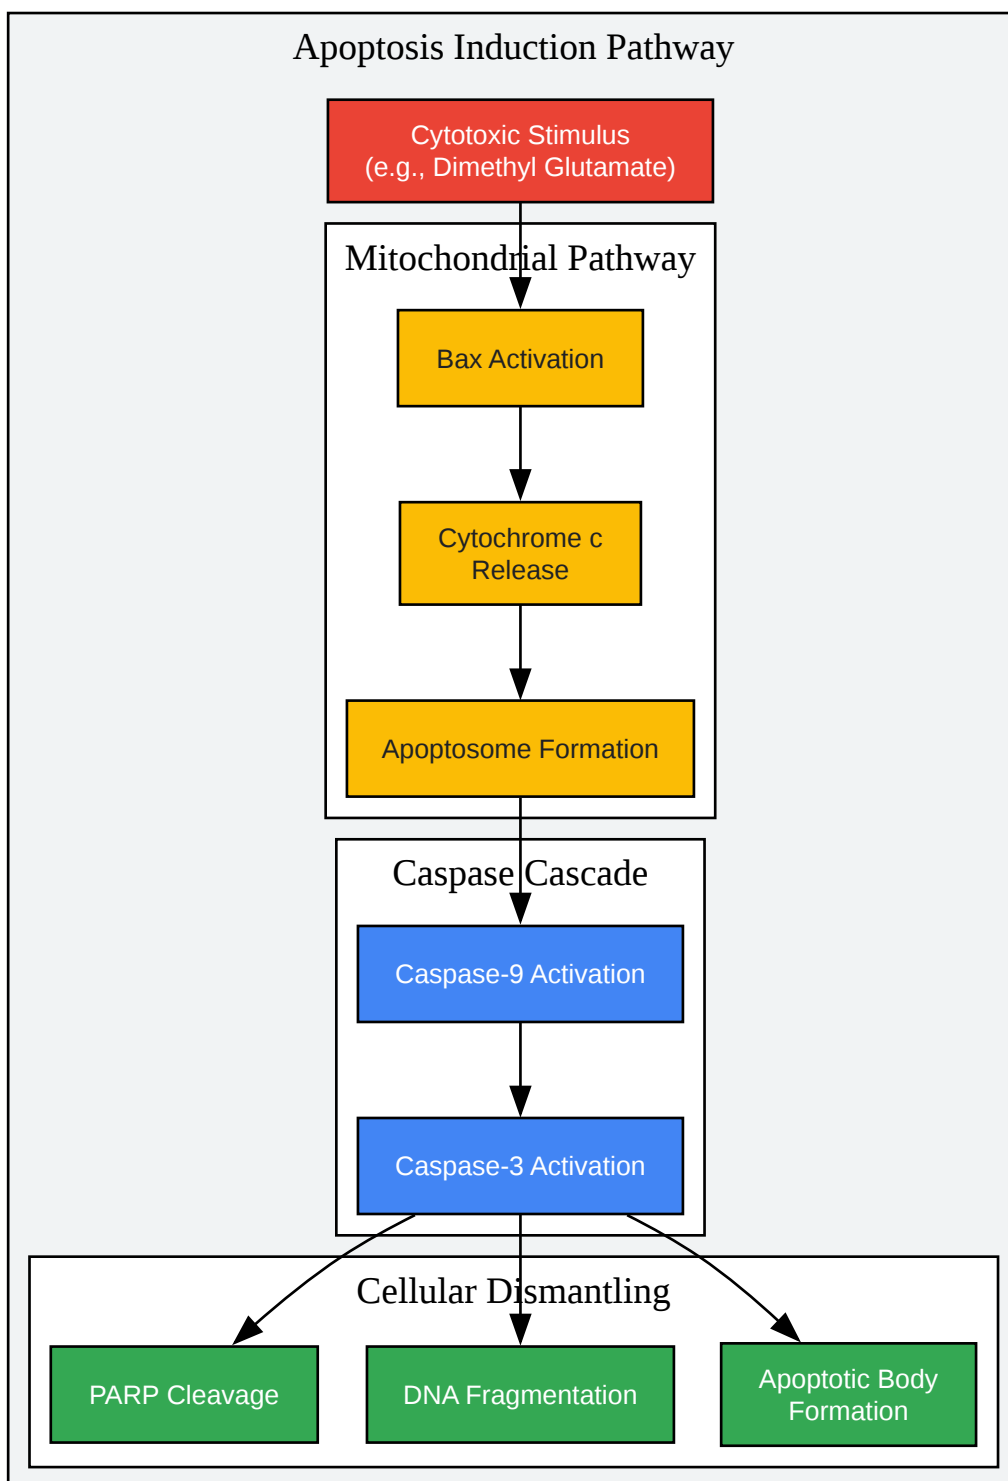 Apoptosis Induction Pathway
Cytotoxic Stimulus
(e.g., Dimethyl Glutamate)
Mitochondrial Pathway
Bax Activation
Cytochrome c
Release
Apoptosome Formation
Caspase Cascade
Caspase-9 Activation
Caspase-3 Activation
Cellular Dismantling
PARP Cleavage
DNA Fragmentation
Apoptotic Body
Formation